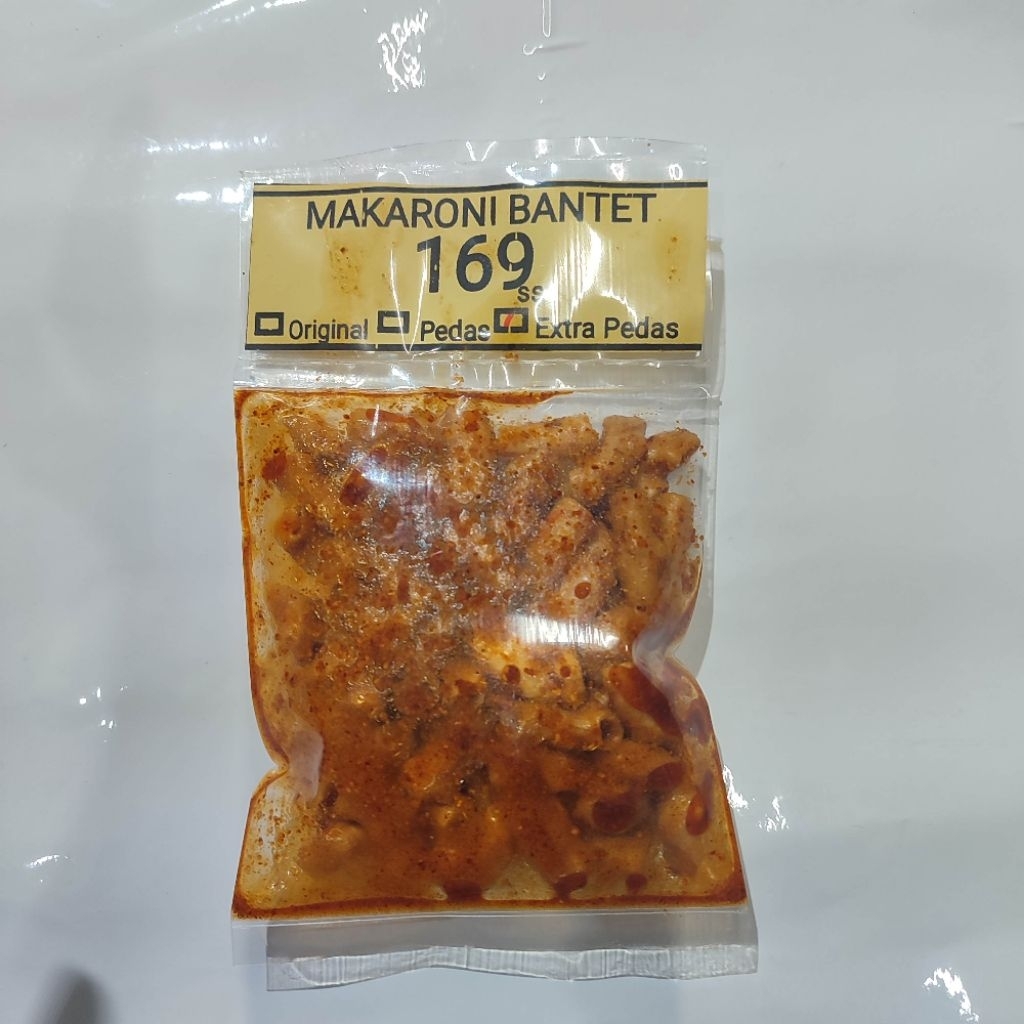 MAKARONI BANTET
169
ss
Original Pedas Extra Pedas